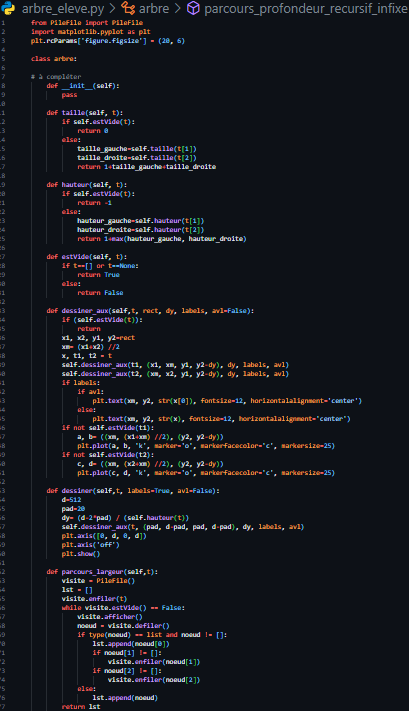 arbre_eleve.py > arbre > parcours_profondeur_recursif_infixe
from PileFile import PileFile
import matplotlib.pyplot as plt
plt.rcParams['figure.figsize'] = (20, 6)
class arbre:
# à compléter
def __init__(self):
pass
def taille(self, t):
if self.estVide(t):
return 0
else:
taille_gauche=self.taille(t[1])
taille_droite=self.taille(t[2])
return 1+taille_gauche+taille_droite
def hauteur(self, t):
if self.estVide(t):
return -1
else:
hauteur_gauche=self.hauteur(t[1])
hauteur_droite=self.hauteur(t[2])
return 1+max(hauteur_gauche, hauteur_droite)
def estVide(self, t):
if t==[] or t==None:
return True
else:
return False
def dessiner_aux(self,t, rect, dy, labels, avl=False):
if (self.estVide(t)):
return
x1, x2, y1, y2=rect
xm= (x1+x2) //2
x, t1, t2 = t
self.dessiner_aux(t1, (x1, xm, y1, y2-dy), dy, labels, avl)
self.dessiner_aux(t2, (xm, x2, y1, y2-dy), dy, labels, avl)
if labels:
if avl:
plt.text(xm, y2, str(x[0]), fontsize=12, horizontalalignment='center')
else:
plt.text(xm, y2, str(x), fontsize=12, horizontalalignment='center')
if not self.estVide(t1):
a, b= ((xm, (x1+xm) //2), (y2, y2-dy))
plt.plot(a, b, "k", marker='o', markerfacecolor="c", markersize=25)
if not self.estVide(t2):
c, d= ((xm, (x2+xm) //2), (y2, y2-dy))
plt.plot(c, d, "k", marker='o', markerfacecolor="c", markersize=25)
def dessiner(self,t, labels=True, avl=False):
d=512
pad=20
dy= (d-2*pad) / (self.hauteur(t))
self.dessiner_aux(t, (pad, d-pad, pad, d-pad), dy, labels, avl)
plt.axis([0, d, 0, d])
plt.axis('off')
plt.show()
def parcours_largeur(self,t):
visite = PileFile()
lst = []
visite.enfiler(t)
while visite.estVide() == False:
visite.afficher()
noeud = visite.defiler()
if type(noeud) == list and noeud != []:
lst.append(noeud[0])
if noeud[1] != []:
visite.enfiler(noeud[1])
if noeud[2] != []:
visite.enfiler(noeud[2])
else:
lst.append(noeud)
return lst